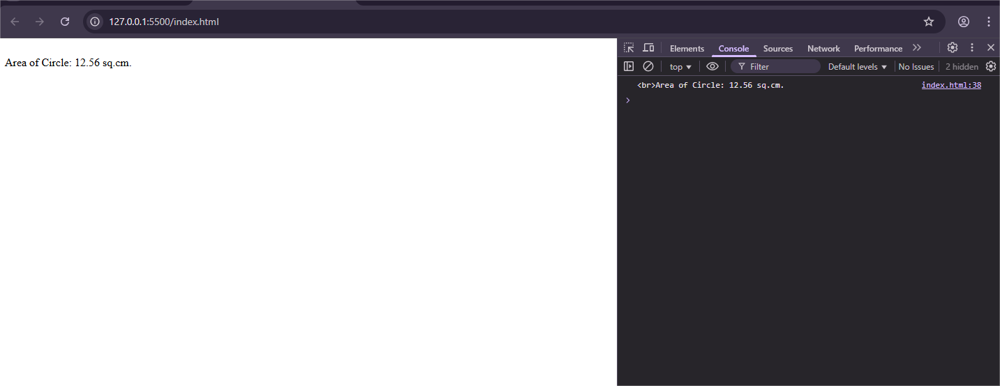 127.0.0.1:5500/index.html
Area of Circle: 12.56 sq.cm.
Elements Console Sources Network Performance
top Filter Default levels No Issues 2 hidden
<br>Area of Circle: 12.56 sq.cm. index.html:38